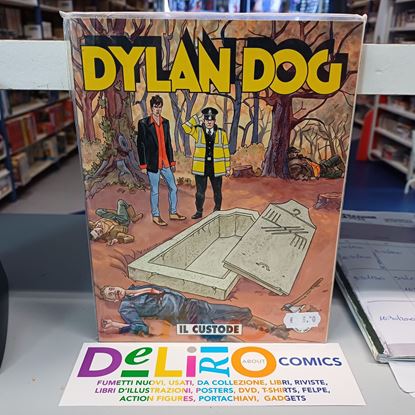 DYLAN DOG
IL CUSTODE
DeLiRIO ABOUT COMICS
FUMETTI NUOVI, USATI, DA COLLEZIONE, LIBRI, RIVISTE,
LIBRI D'ILLUSTRAZIONI, POSTERS, DVD, T-SHIRTS, FELPE,
ACTION FIGURES, PORTACHIAVI, GADGETS